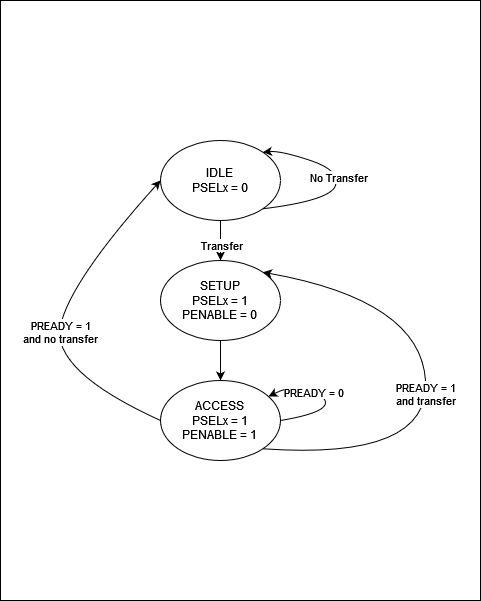 IDLE
PSELx = 0
No Transfer
Transfer
SETUP
PSELx = 1
PENABLE = 0
PREADY = 1
and no transfer
PREADY = 0
PREADY = 1
and transfer
ACCESS
PSELx = 1
PENABLE = 1